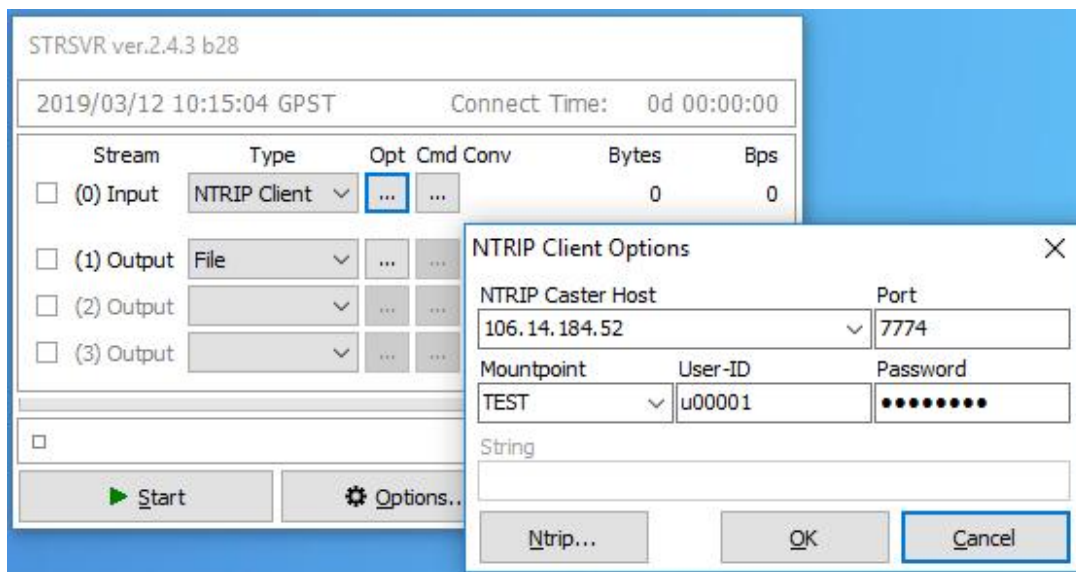 STRSVR ver.2.4.3 b28
2019/03/12 10:15:04 GPST Connect Time: 0d 00:00:00
Stream Type Opt Cmd Conv Bytes Bps
(0) Input NTRIP Client ... ... 0 0
(1) Output File ... ...
(2) Output ... ...
(3) Output ... ...
Start Options..
NTRIP Client Options
NTRIP Caster Host Port
106.14.184.52 7774
Mountpoint User-ID Password
TEST u00001 ●●●●●●●●
String
Ntrip... OK Cancel